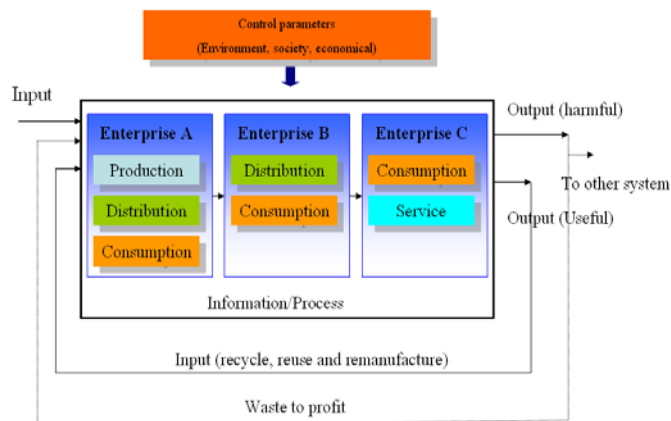 Control parameters
(Environment, society, economical)
Input
Output (harmful)
Enterprise A
Enterprise B
Enterprise C
Production
Distribution
Consumption
Distribution
Consumption
Consumption
Service
To other system
Output (Useful)
Information/Process
Input (recycle, reuse and remanufacture)
Waste to profit